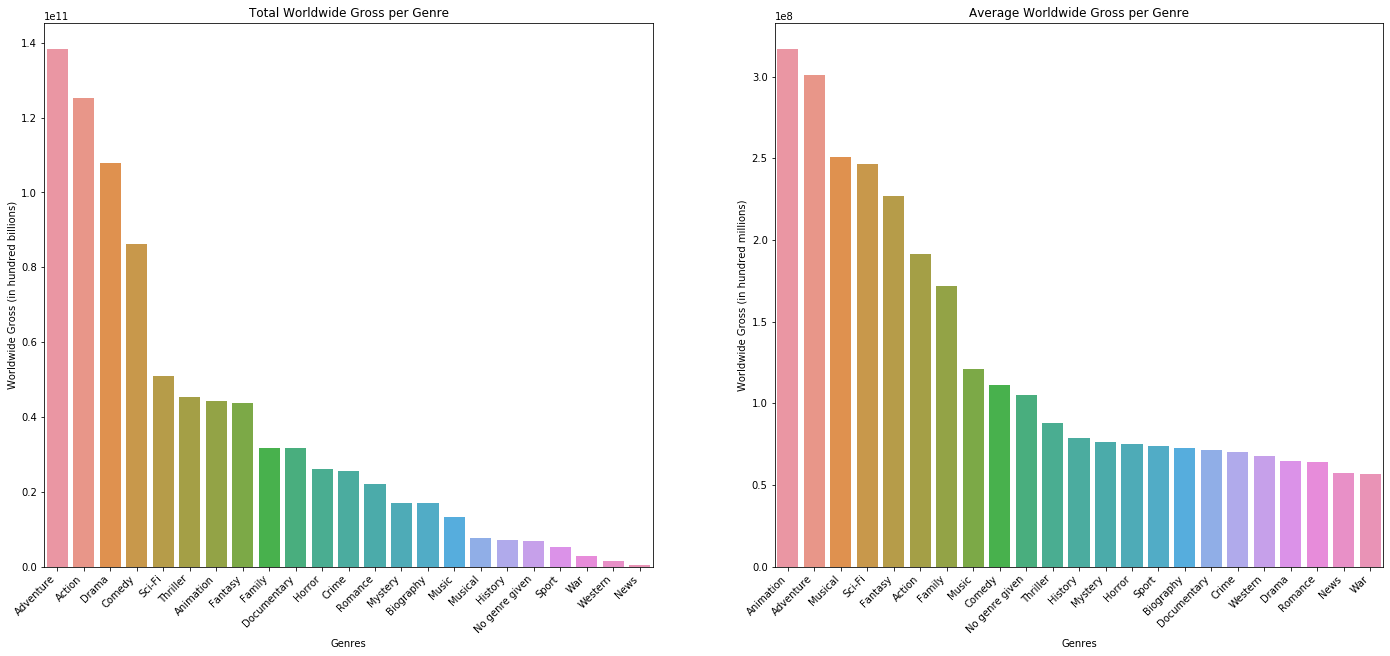 Total Worldwide Gross per Genre
1e11
Worldwide Gross (in hundred billions)
1.4
1.2
1.0
0.8
0.6
0.4
0.2
0.0
Adventure
Action
Drama
Comedy
Sci-Fi
Thriller
Animation
Fantasy
Family
Documentary
Horror
Crime
Romance
Mystery
Biography
Music
Musical
History
No genre given
Sport
War
Western
News
Genres
Average Worldwide Gross per Genre
1e8
Worldwide Gross (in hundred millions)
3.0
2.5
2.0
1.5
1.0
0.5
0.0
Animation
Adventure
Musical
Sci-Fi
Fantasy
Action
Family
Music
Comedy
No genre given
Thriller
History
Mystery
Horror
Sport
Biography
Documentary
Crime
Western
Drama
Romance
News
War
Genres